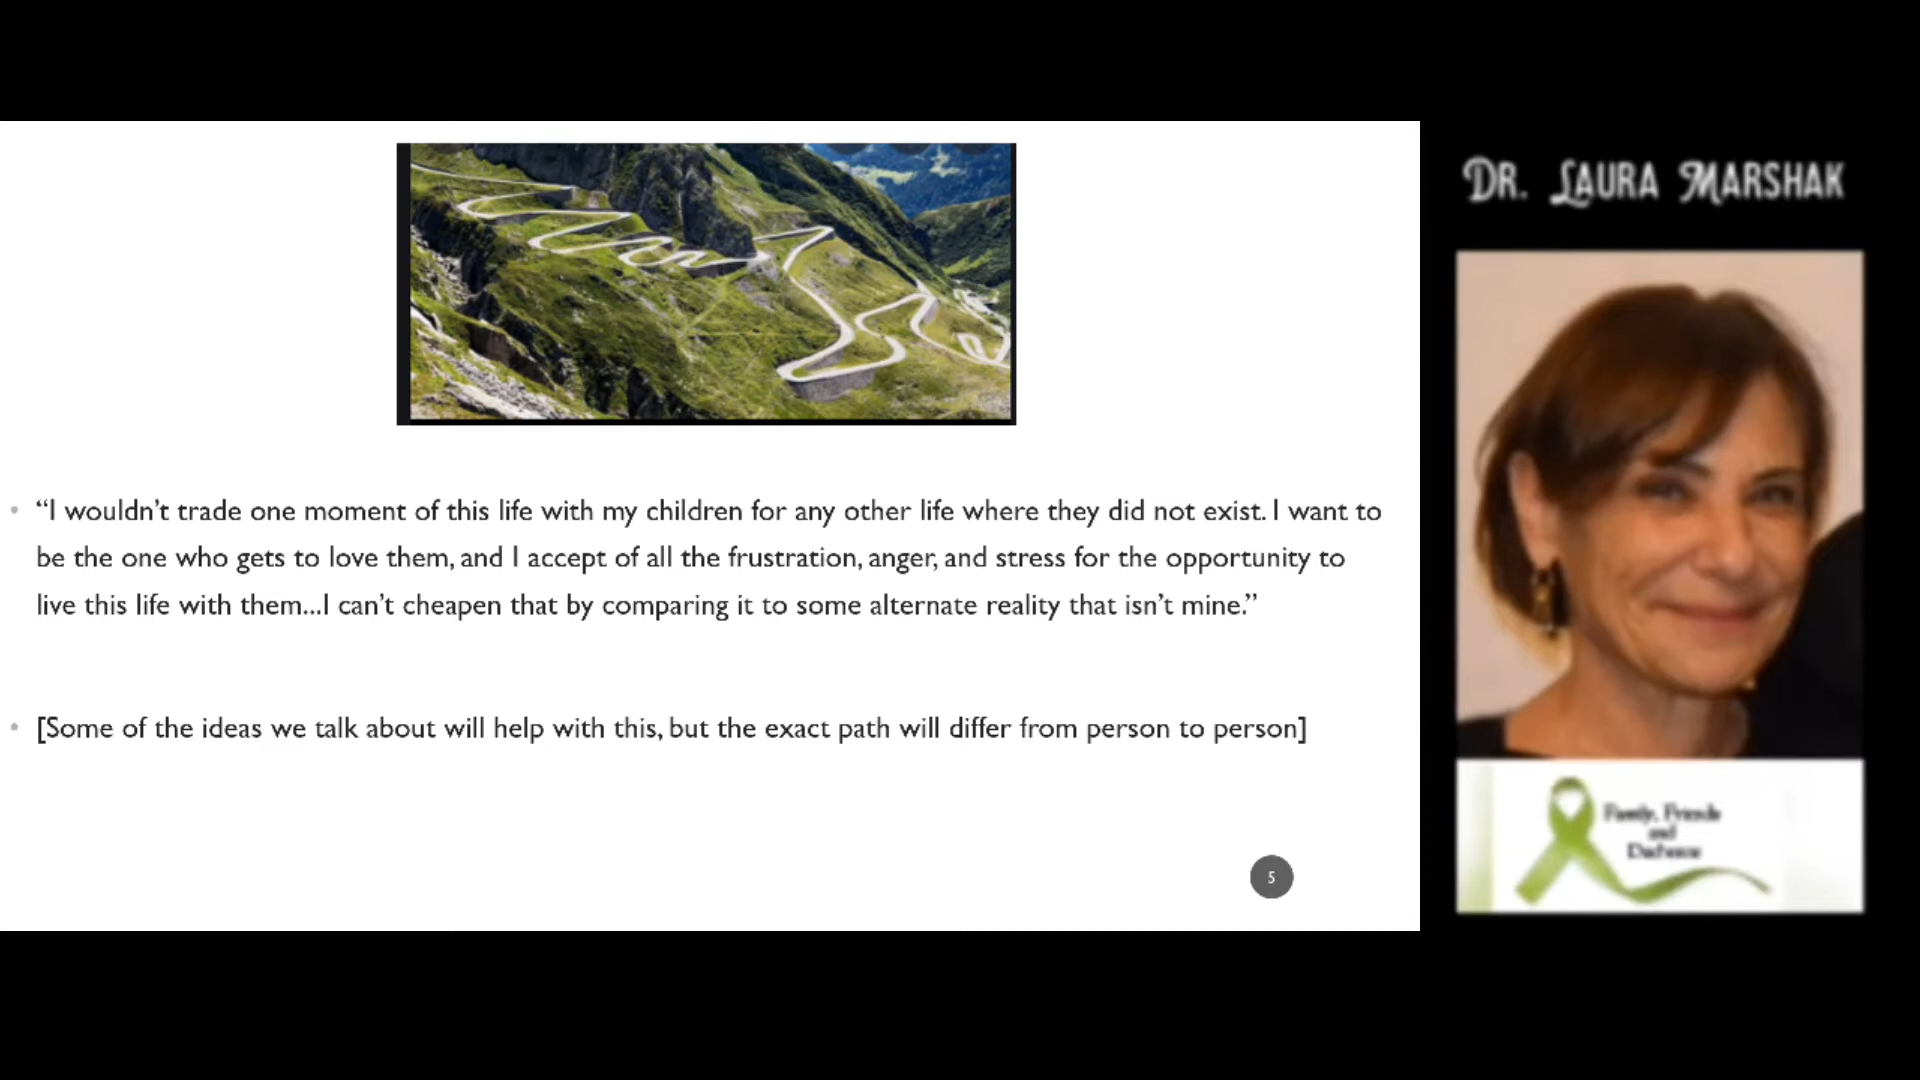 DR. LAURA MARSHAK
• “I wouldn’t trade one moment of this life with my children for any other life where they did not exist. I want to
be the one who gets to love them, and I accept of all the frustration, anger, and stress for the opportunity to
live this life with them...I can’t cheapen that by comparing it to some alternate reality that isn’t mine.”
• [Some of the ideas we talk about will help with this, but the exact path will differ from person to person]
Family, Friends
and
Duchenne
5